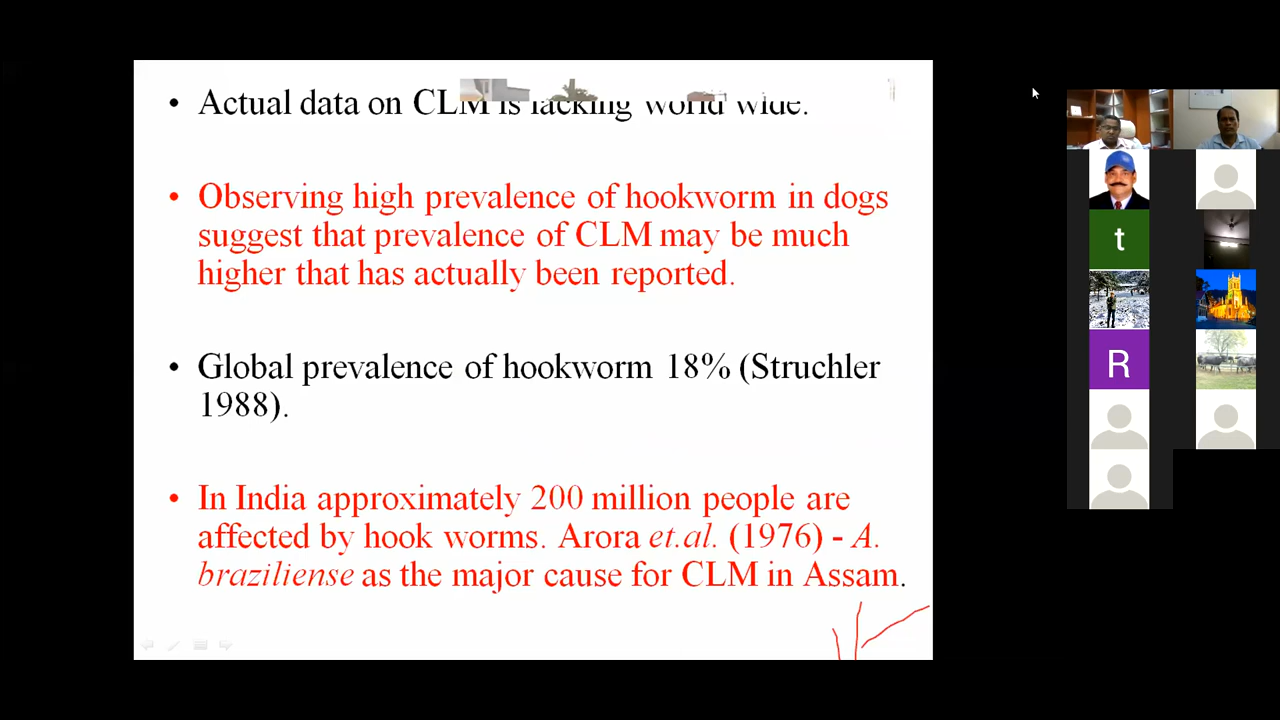 • Actual data on CLM is lacking world wide.
• Observing high prevalence of hookworm in dogs
suggest that prevalence of CLM may be much
higher that has actually been reported.
• Global prevalence of hookworm 18% (Struchler
1988).
• In India approximately 200 million people are
affected by hook worms. Arora et.al. (1976) - A.
braziliense as the major cause for CLM in Assam.
t
R